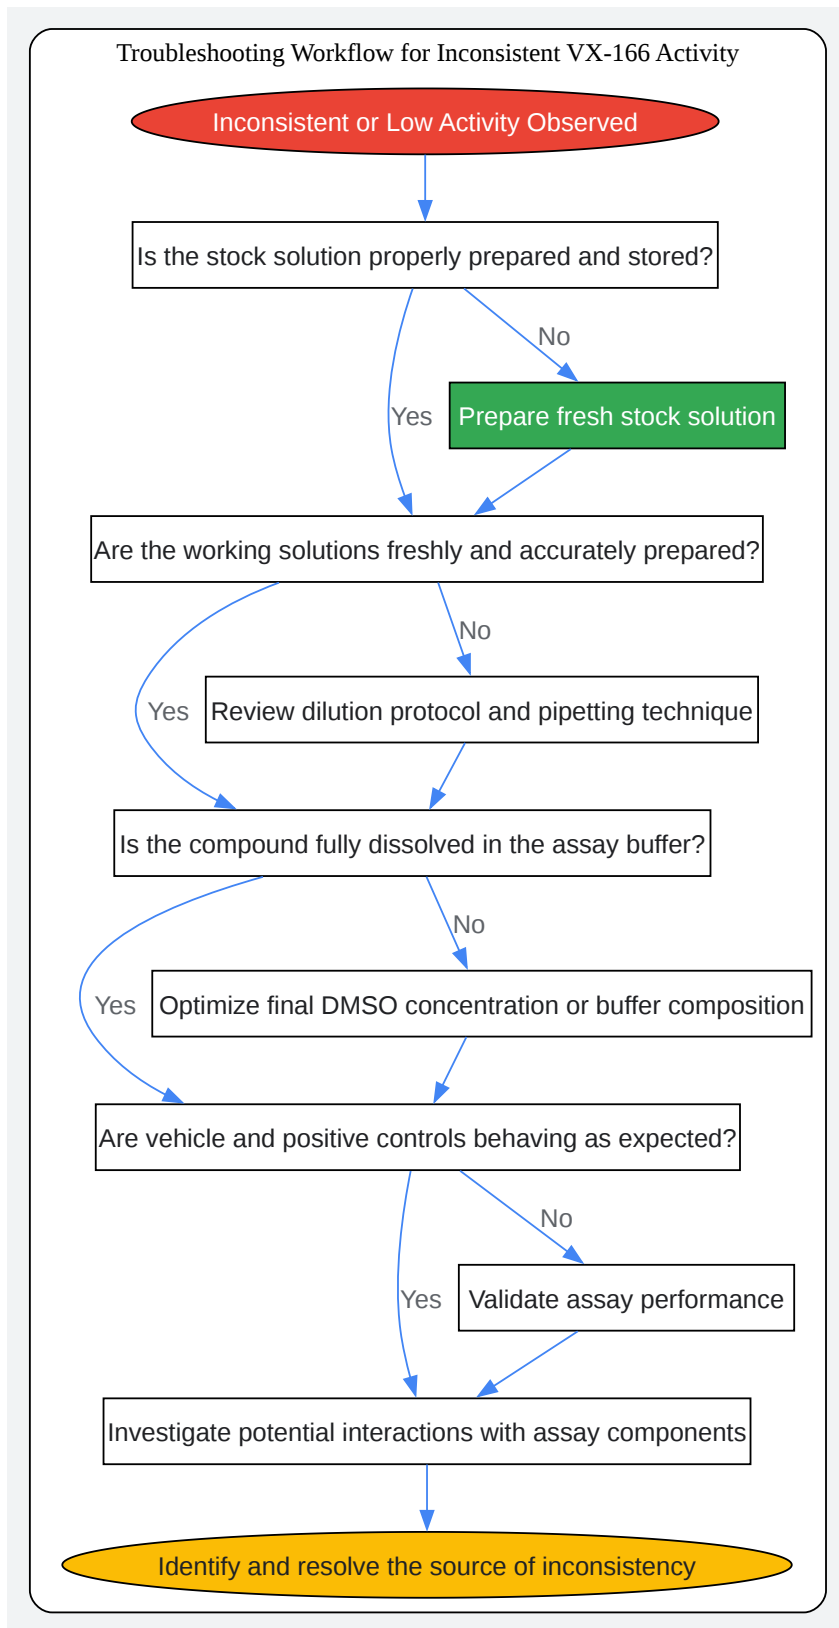 Troubleshooting Workflow for Inconsistent VX-166 Activity
Inconsistent or Low Activity Observed
Is the stock solution properly prepared and stored?
No
Yes
Prepare fresh stock solution
Are the working solutions freshly and accurately prepared?
No
Yes
Review dilution protocol and pipetting technique
Is the compound fully dissolved in the assay buffer?
No
Yes
Optimize final DMSO concentration or buffer composition
Are vehicle and positive controls behaving as expected?
No
Yes
Validate assay performance
Investigate potential interactions with assay components
Identify and resolve the source of inconsistency